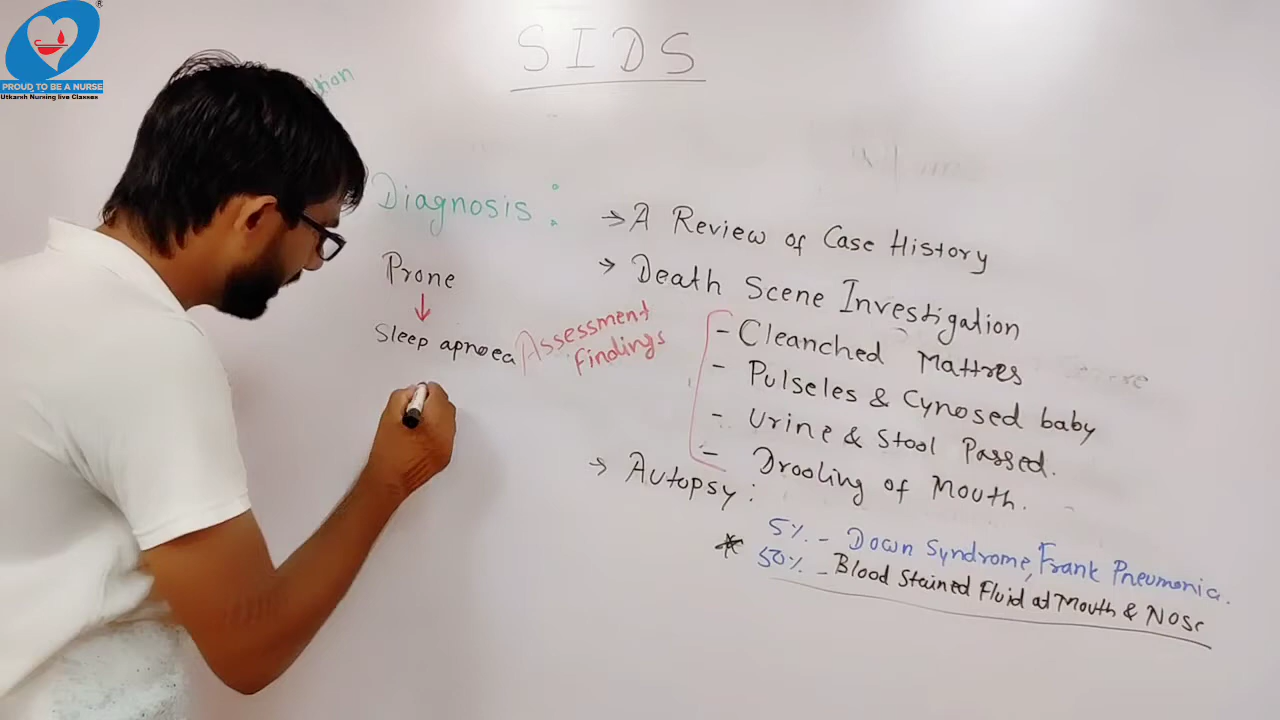 ®
PROUD TO BE A NURSE
Utkarsh Nursing live Classes
SIDS
Diagnosis :
Prone
↓
Sleep apnoea
Assessment
findings
→ A Review of Case History
→ Death Scene Investigation
- Cleanched Mattres
- Pulseles & Cynosed baby
- Urine & Stool Passed.
- Drooling of Mouth.
→ Autopsy :
5% - Down Syndrome, Frank Pneumonia.
* 50% - Blood Stained Fluid at Mouth & Nose